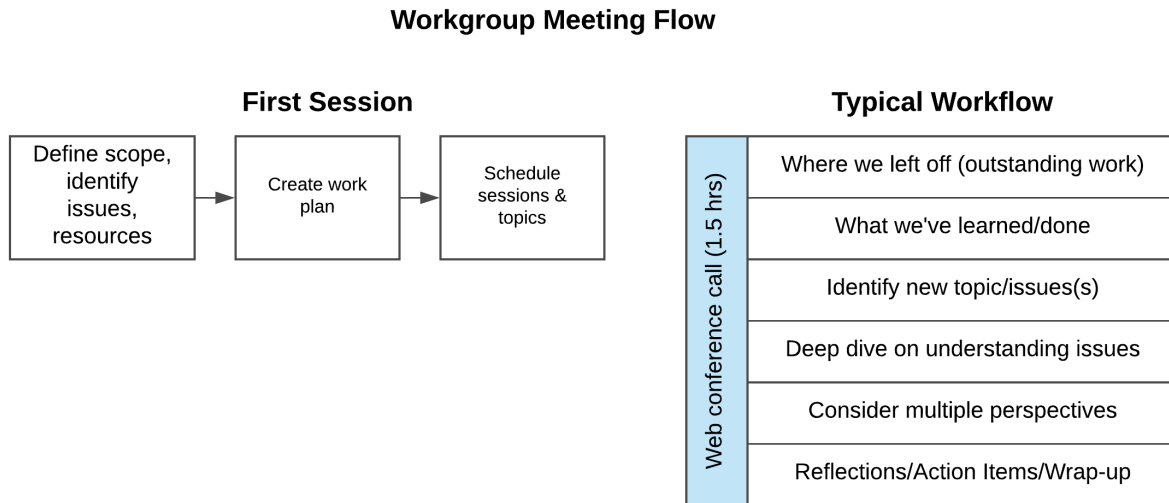 Workgroup Meeting Flow
First Session
Define scope,
identify
issues,
resources
Create work
plan
Schedule
sessions &
topics
Typical Workflow
Web conference call (1.5 hrs)
Where we left off (outstanding work)
What we've learned/done
Identify new topic/issues(s)
Deep dive on understanding issues
Consider multiple perspectives
Reflections/Action Items/Wrap-up